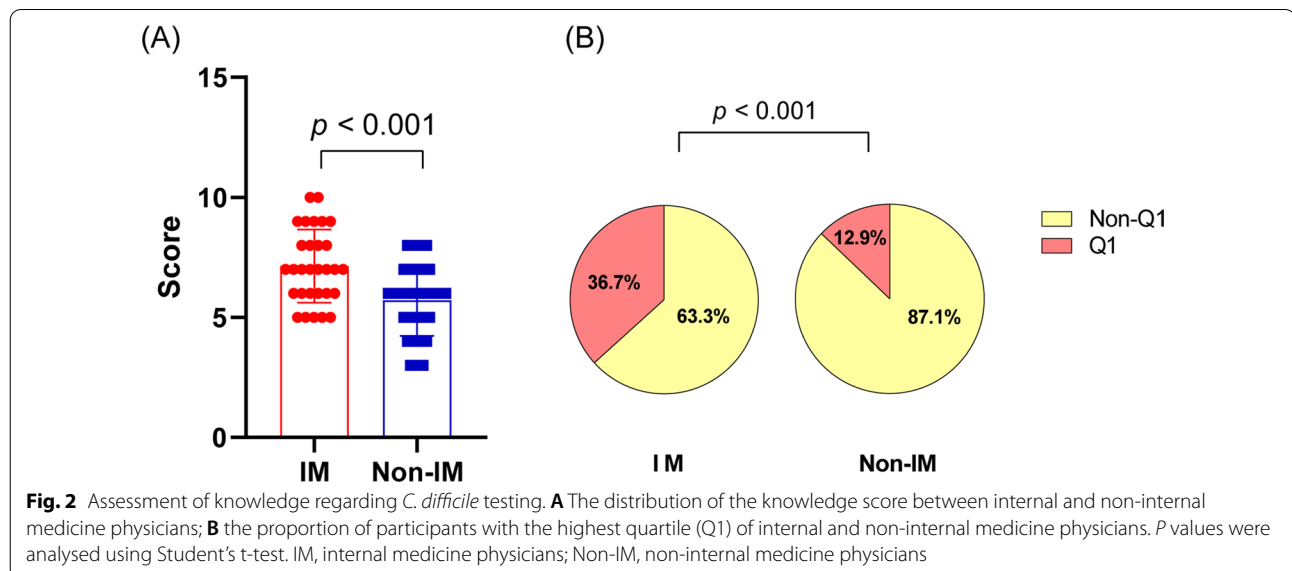 (A)
15
10
5
0
Score
p < 0.001
IM
Non-IM
(B)
p < 0.001
36.7%
63.3%
12.9%
87.1%
I M
Non-IM
Non-Q1
Q1
Fig. 2 Assessment of knowledge regarding C. difficile testing. A The distribution of the knowledge score between internal and non-internal
medicine physicians; B the proportion of participants with the highest quartile (Q1) of internal and non-internal medicine physicians. P values were
analysed using Student’s t-test. IM, internal medicine physicians; Non-IM, non-internal medicine physicians